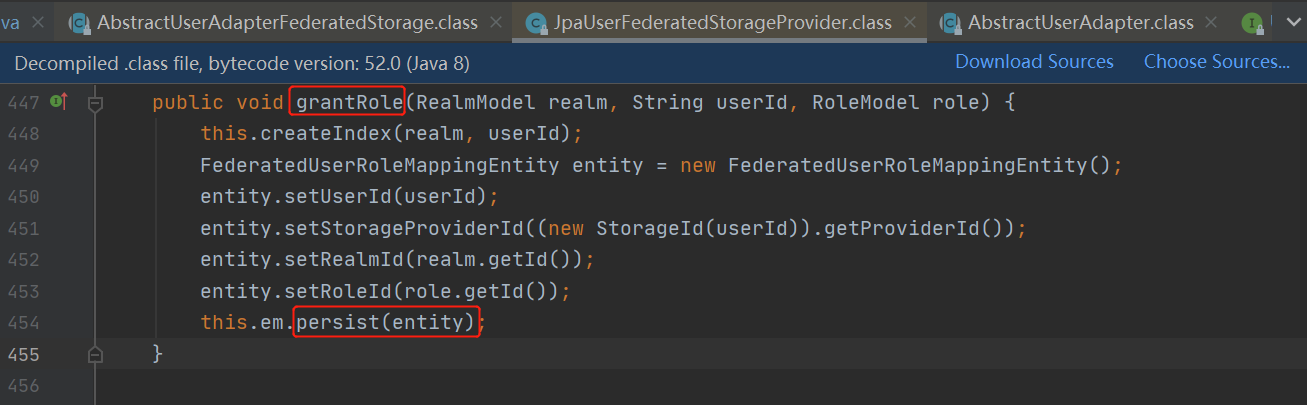 va AbstractUserAdapterFederatedStorage.class JpaUserFederatedStorageProvider.class AbstractUserAdapter.class
Decompiled .class file, bytecode version: 52.0 (Java 8) Download Sources Choose Sources...
447 public void grantRole(RealmModel realm, String userId, RoleModel role) {
448 this.createIndex(realm, userId);
449 FederatedUserRoleMappingEntity entity = new FederatedUserRoleMappingEntity();
450 entity.setUserId(userId);
451 entity.setStorageProviderId((new StorageId(userId)).getProviderId());
452 entity.setRealmId(realm.getId());
453 entity.setRoleId(role.getId());
454 this.em.persist(entity);
455 }
456